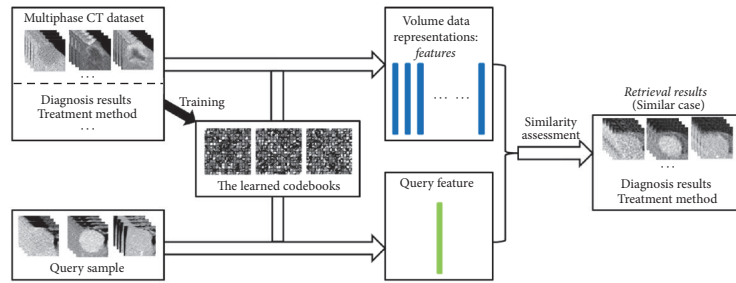 Multiphase CT dataset
...
Diagnosis results
Treatment method
...
Training
The learned codebooks
Query sample
Volume data
representations:
features
... ...
Query feature
Similarity
assessment
Retrieval results
(Similar case)
...
Diagnosis results
Treatment method